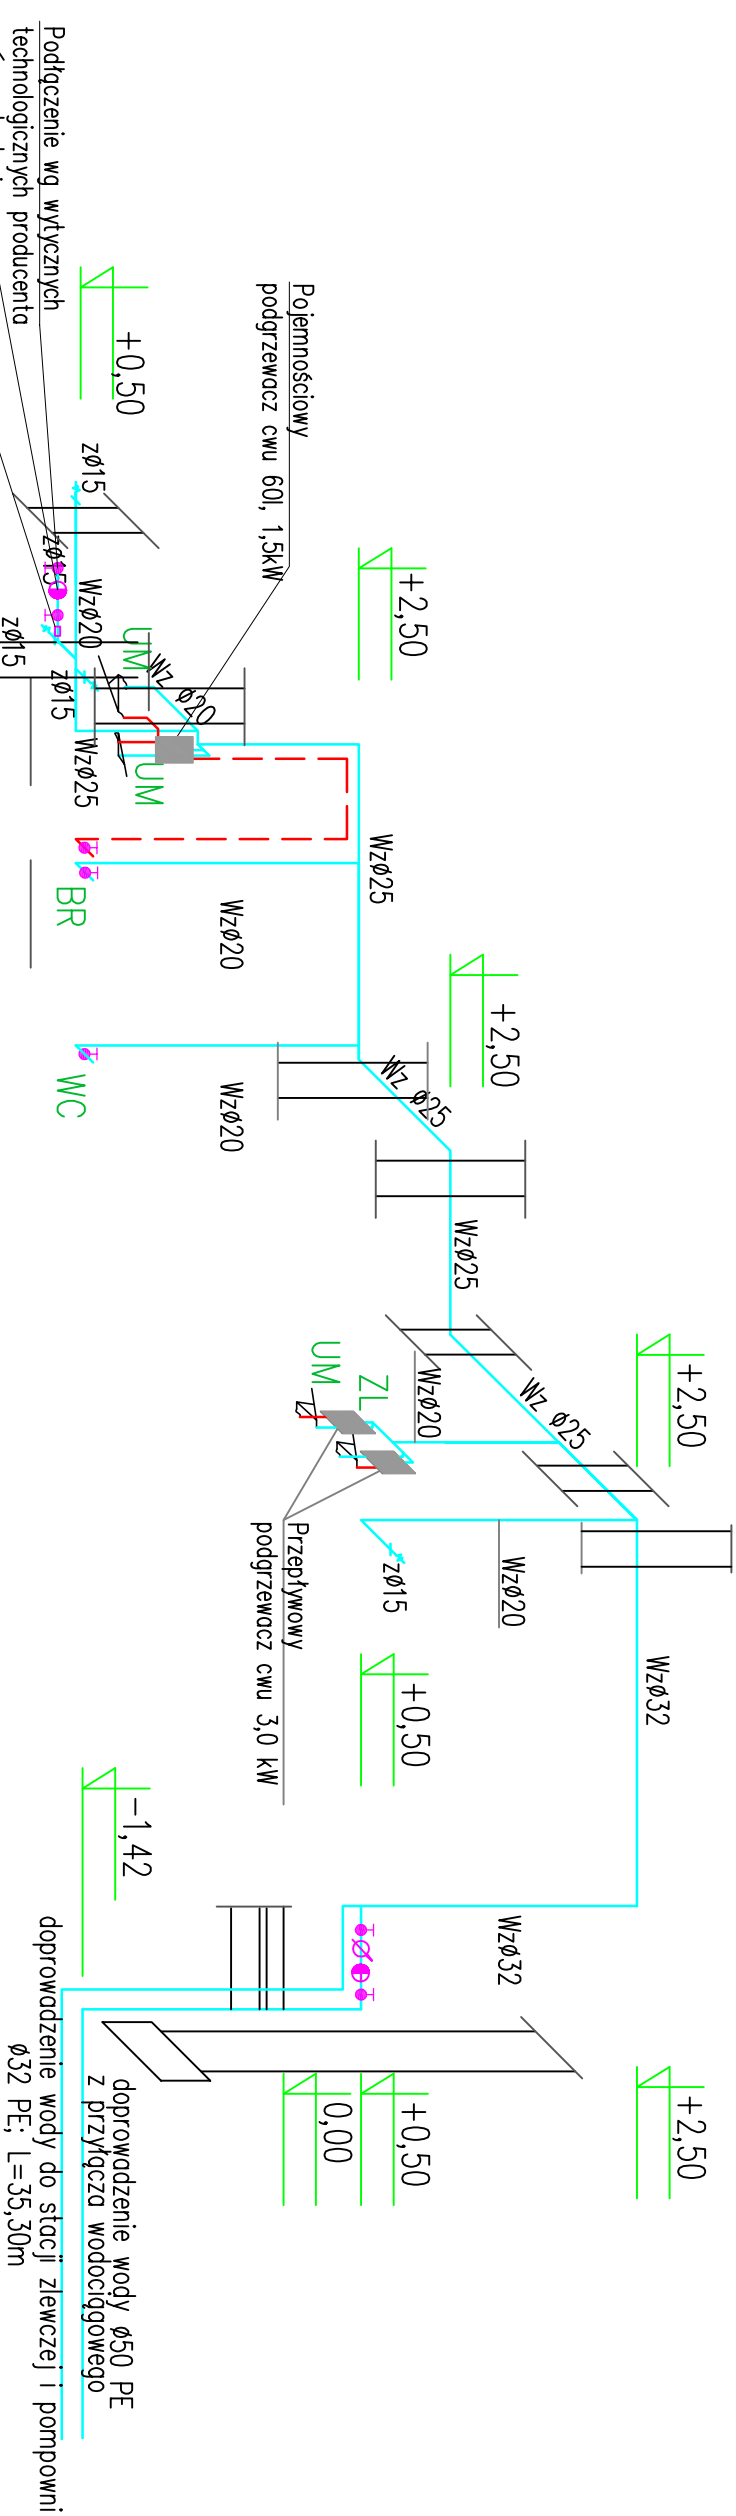 Podłączenie wg wytycznych
technologicznych producenta
+0,50
zø15
zø15
zø15
Wzø20
zø15
UM
Wz ø20
UM
Wzø25
Pojemnościowy
podgrzewacz cwu 60l, 1,5kW
+2,50
Wzø25
BR
Wzø20
WC
Wzø20
+2,50
Wz ø25
Wzø25
+2,50
Wz ø25
UM
ZL
Wzø20
Przepływowy
podgrzewacz cwu 3,0 kW
zø15
Wzø20
Wzø32
+0,50
-1,42
Wzø32
+2,50
+0,50
0,00
doprowadzenie wody ø50 PE
z przyłącza wodociągowego
doprowadzenie wody do stacji zlewczej i pompowni
ø32 PE; L=35,30m